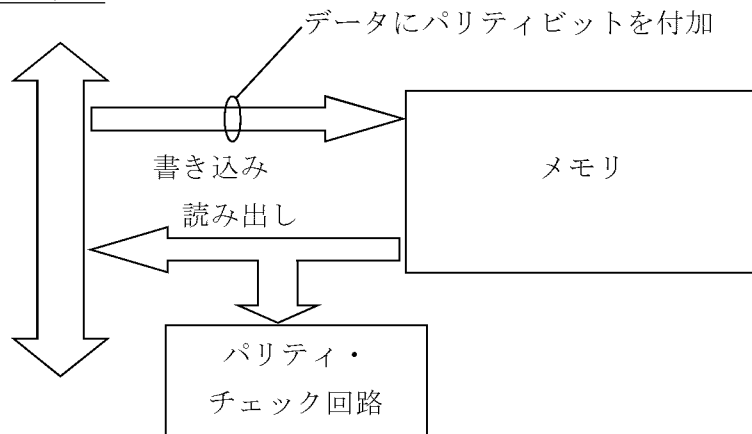 データにパリティビットを付加
書き込み
メモリ
読み出し
パリティ・
チェック回路